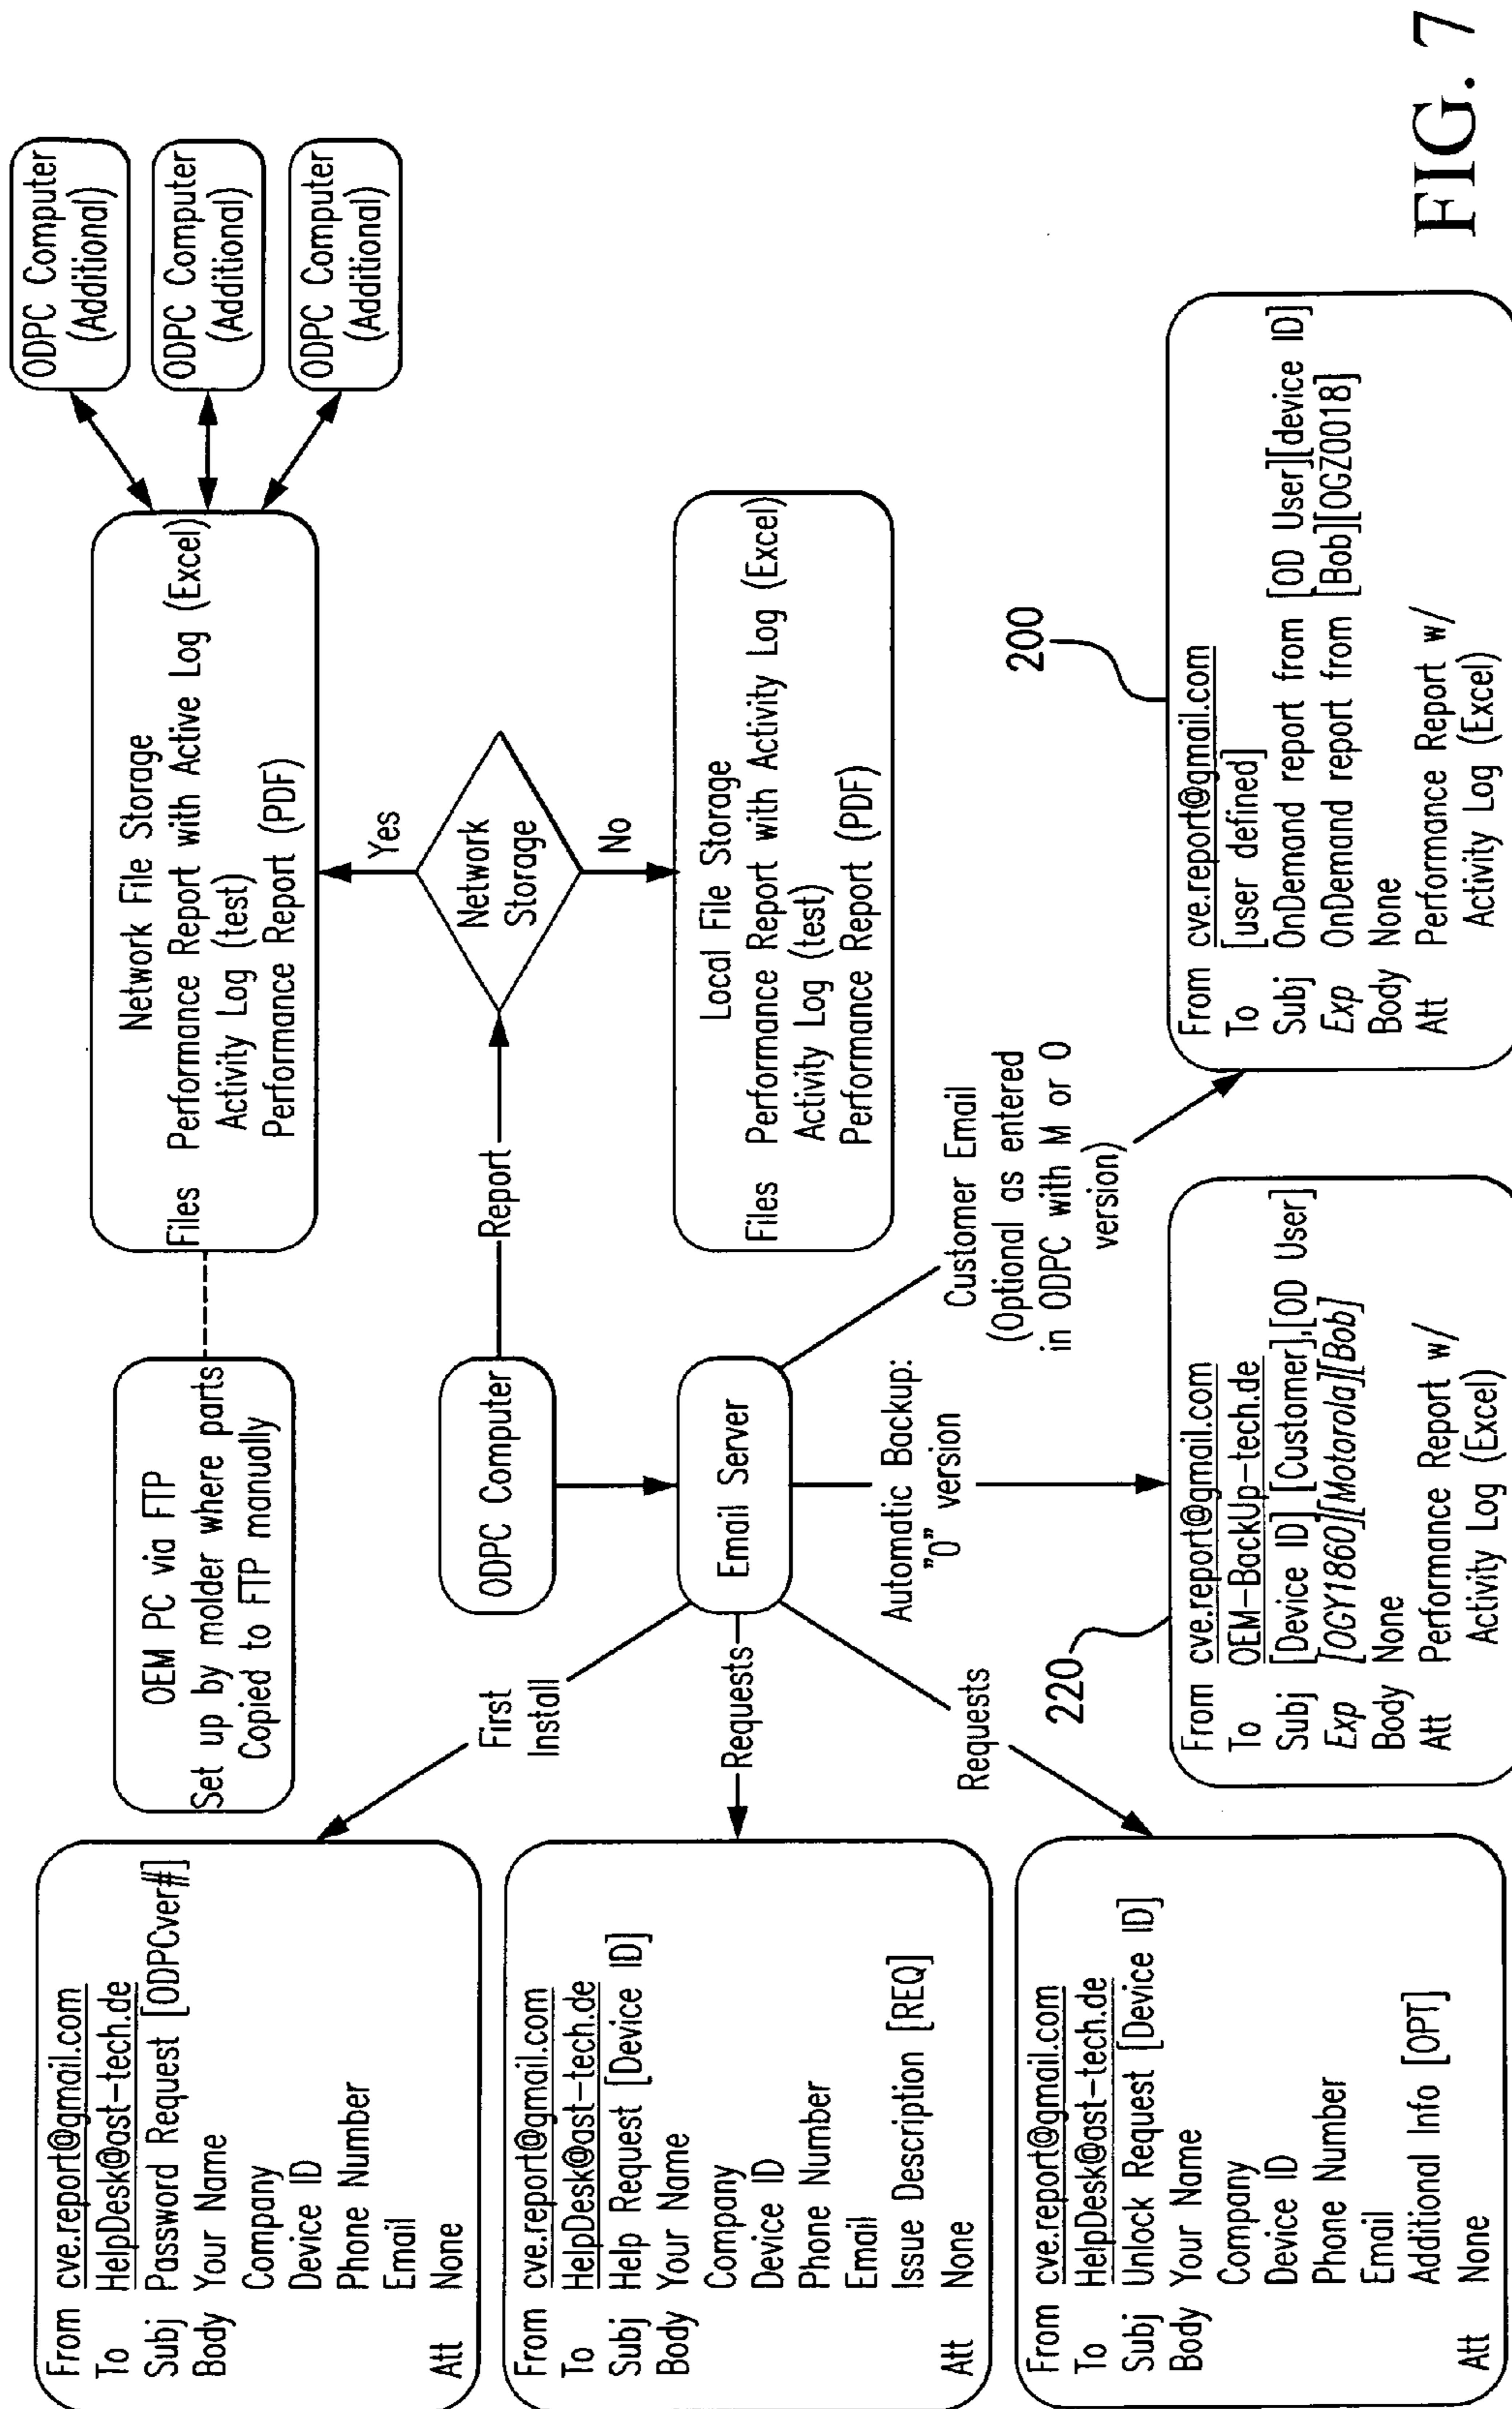 From cve.report@gmail.com
To HelpDesk@ast-tech.de
Subj Password Request [ODPCver#]
Body Your Name
Company
Device ID
Phone Number
Email
Att None
From cve.report@gmail.com
To HelpDesk@ast-tech.de
Subj Help Request [Device ID]
Body Your Name
Company
Device ID
Phone Number
Email
Issue Description [REQ]
Att None
From cve.report@gmail.com
To HelpDesk@ast-tech.de
Subj Unlock Request [Device ID]
Body Your Name
Company
Device ID
Phone Number
Email
Additional Info [OPT]
Att None
First
Install
Requests
Requests
OEM PC via FTP
Set up by molder where parts
Copied to FTP manually
ODPC Computer
Email Server
Report
Automatic Backup:
"O" version
Customer Email
(Optional as entered
in ODPC with M or O
version)
220
From cve.report@gmail.com
To OEM-BackUp-tech.de
Subj [Device ID] [Customer],[OD User]
Exp [OGY1860][Motorola][Bob]
Body None
Att Performance Report w/
Activity Log (Excel)
Network File Storage
Files Performance Report with Active Log (Excel)
Activity Log (test)
Performance Report (PDF)
Yes
Network
Storage
No
Local File Storage
Files Performance Report with Activity Log (Excel)
Activity Log (test)
Performance Report (PDF)
200
From cve.report@gmail.com
To [user defined]
Subj OnDemand report from [OD User][device ID]
Exp OnDemand report from [Bob][OGZ0018]
Body None
Att Performance Report w/
Activity Log (Excel)
ODPC Computer
(Additional)
ODPC Computer
(Additional)
ODPC Computer
(Additional)
FIG. 7